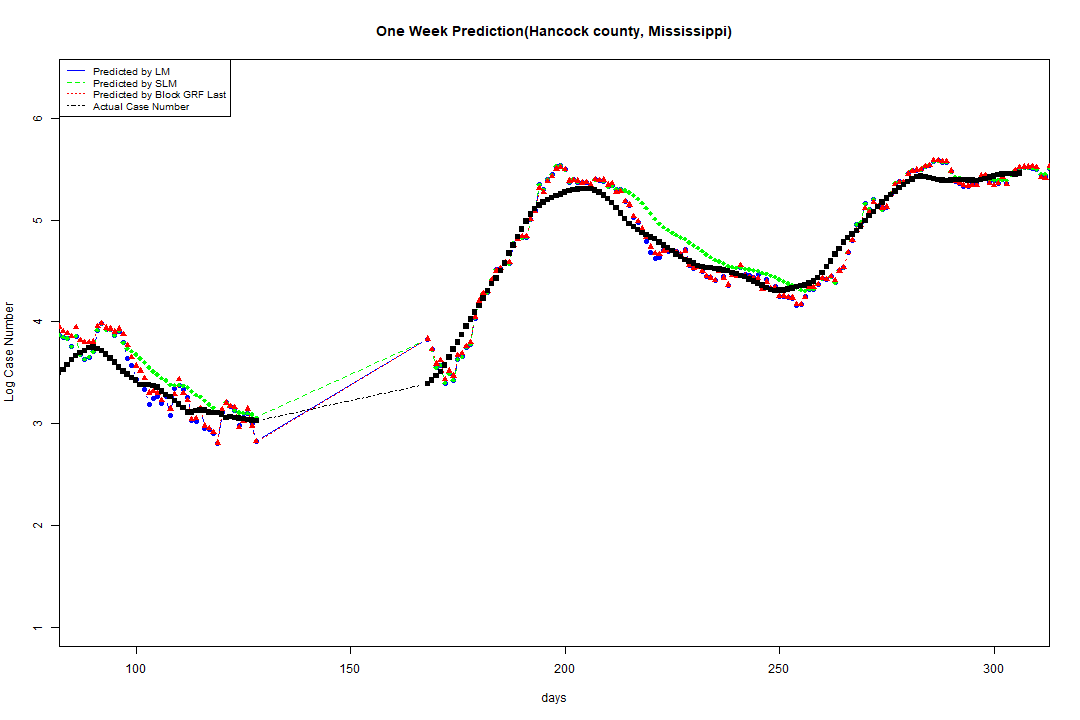 One Week Prediction(Hancock county, Mississippi)
Predicted by LM
Predicted by SLM
Predicted by Block GRF Last
Actual Case Number
6
5
4
3
2
1
Log Case Number
100 150 200 250 300
days